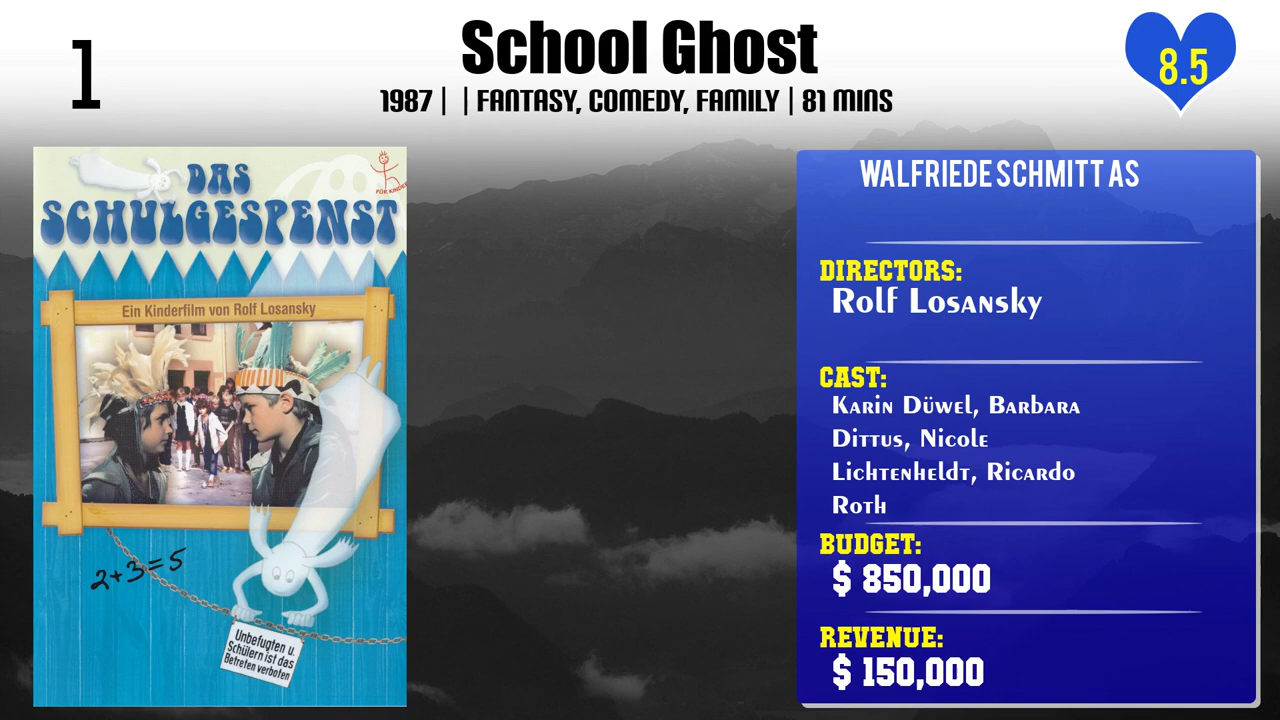 1
School Ghost
1987 | | FANTASY, COMEDY, FAMILY | 81 MINS
8.5
DAS
SCHULGESPENST
FÜR KINDER
Ein Kinderfilm von Rolf Losansky
2+3=5
Unbefugten u.
Schülern ist das
Betreten verboten
WALFRIEDE SCHMITT AS
DIRECTORS:
Rolf Losansky
CAST:
Karin Düwel, Barbara
Dittus, Nicole
Lichtenheldt, Ricardo
Roth
BUDGET:
$ 850,000
REVENUE:
$ 150,000